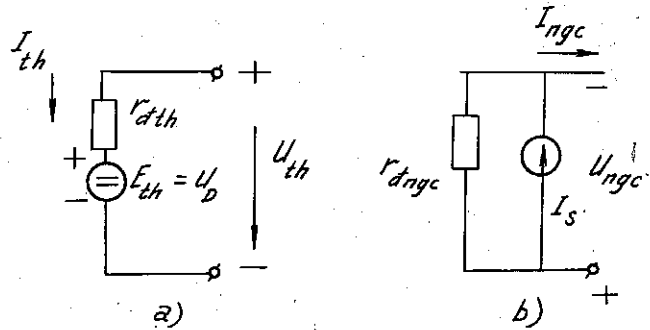 I_th
r_dth
+
−
E_th = U_D
+
U_th
−
a)
I_ngc
−
r_dngc
I_s
U_ngc
+
b)